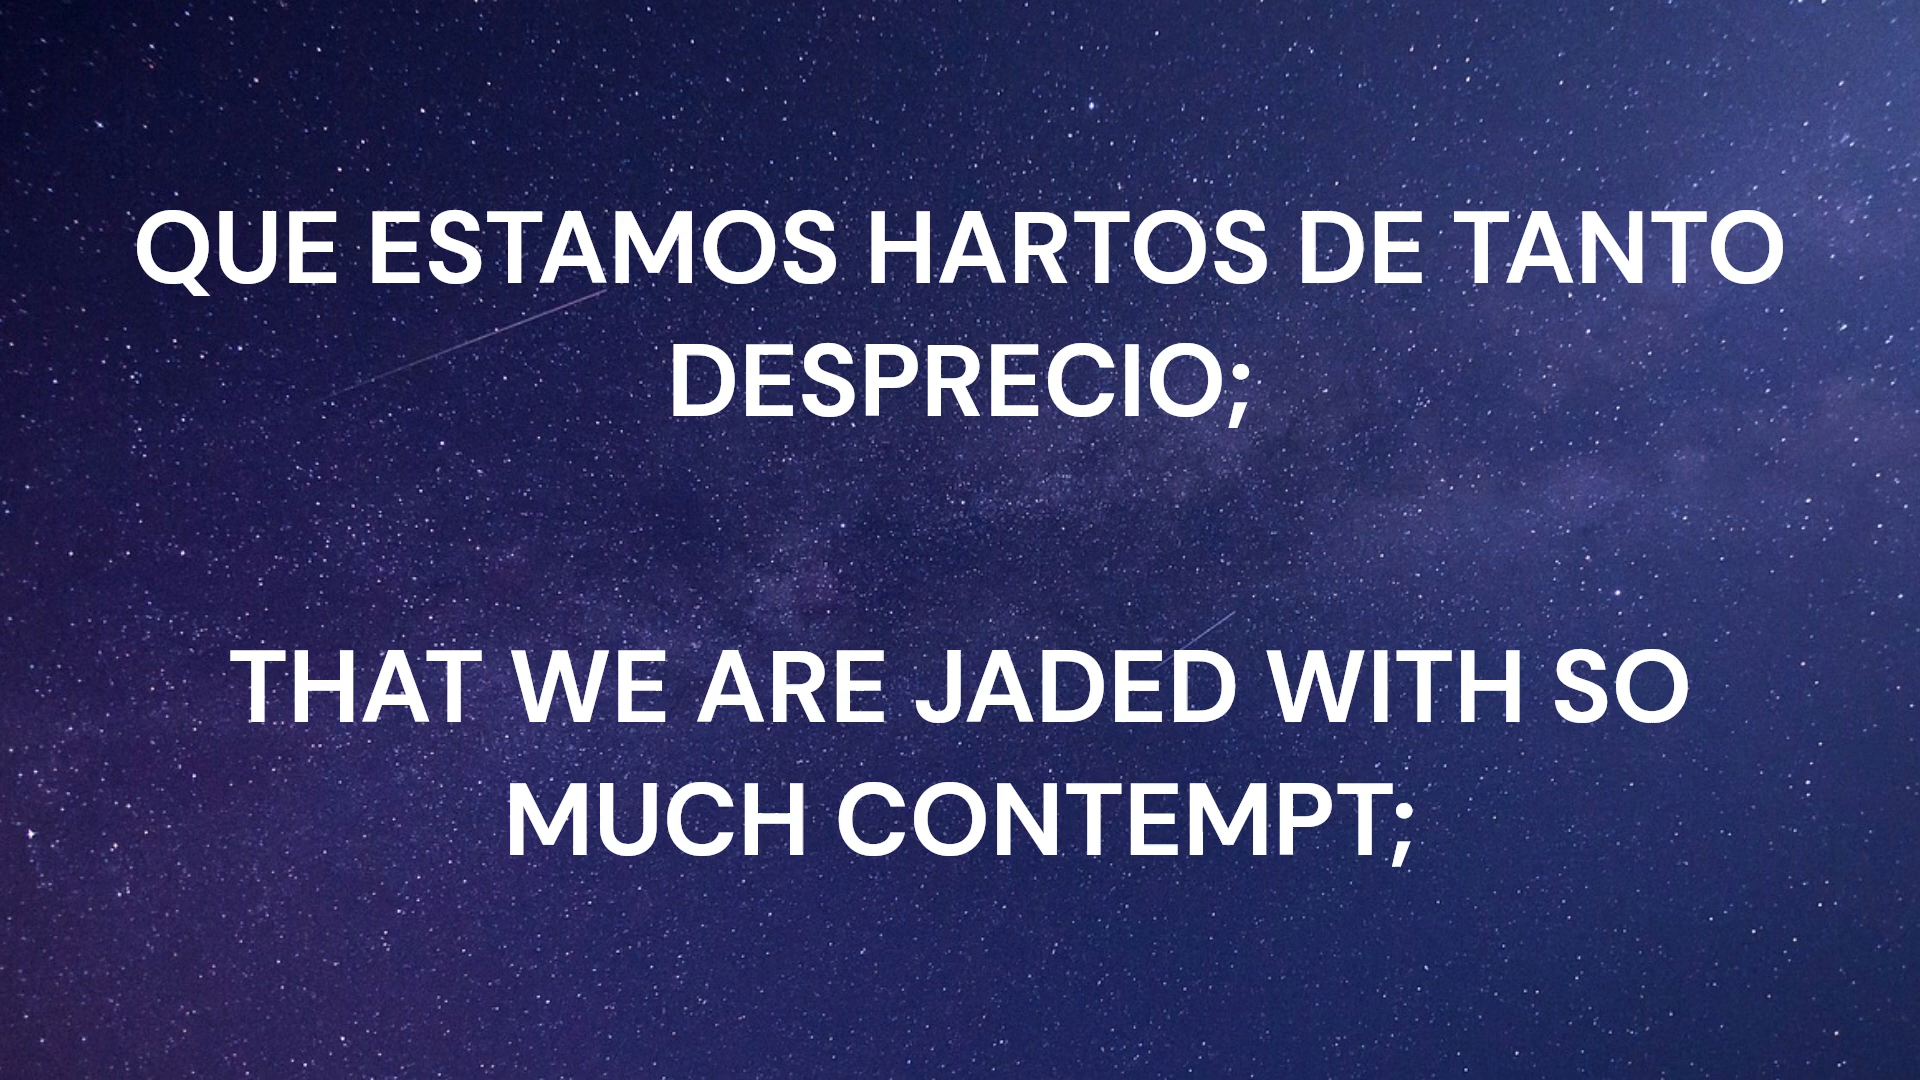 QUE ESTAMOS HARTOS DE TANTO
DESPRECIO;
THAT WE ARE JADED WITH SO
MUCH CONTEMPT;